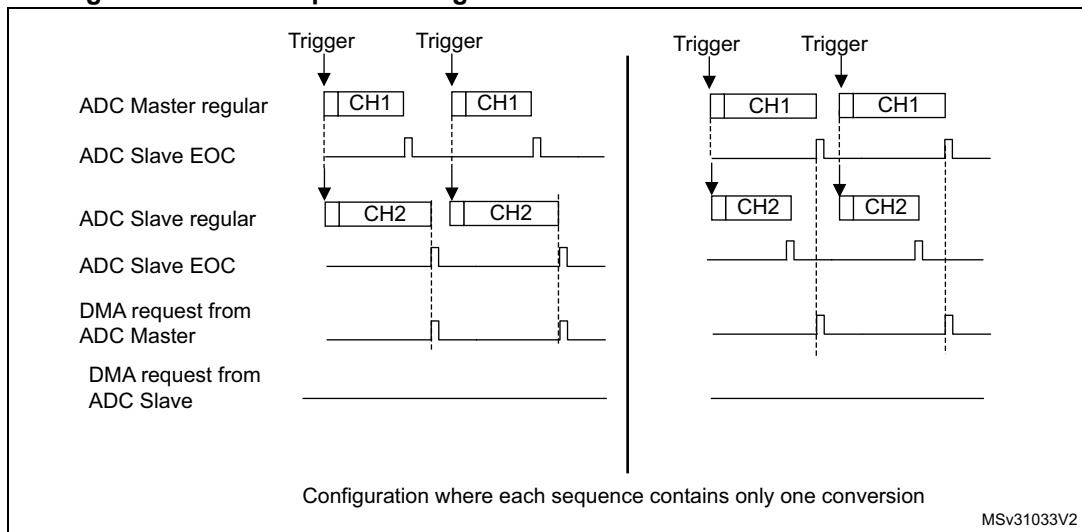 Trigger Trigger Trigger Trigger
ADC Master regular CH1 CH1 CH1 CH1
ADC Slave EOC
ADC Slave regular CH2 CH2 CH2 CH2
ADC Slave EOC
DMA request from
ADC Master
DMA request from
ADC Slave
Configuration where each sequence contains only one conversion
MSv31033V2